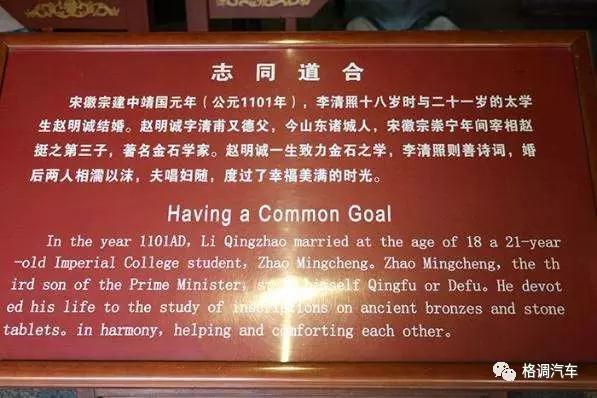 志同道合
宋徽宗建中靖国元年（公元1101年），李清照十八岁时与二十一岁的太学
生赵明诚结婚。赵明诚字清甫又德父，今山东诸城人，宋徽宗崇宁年间宰相赵
挺之第三子，著名金石学家。赵明诚一生致力金石之学，李清照则善诗词，婚
后两人相濡以沫，夫唱妇随，度过了幸福美满的时光。
Having a Common Goal
In the year 1101AD, Li Qingzhao married at the age of 18 a 21-year
-old Imperial College student, Zhao Mingcheng. Zhao Mingcheng, the th
ird son of the Prime Minister, himself Qingfu or Defu. He devot
ed his life to the study of inscriptions on ancient bronzes and stone
tablets. in harmony, helping and comforting each other.
格调汽车